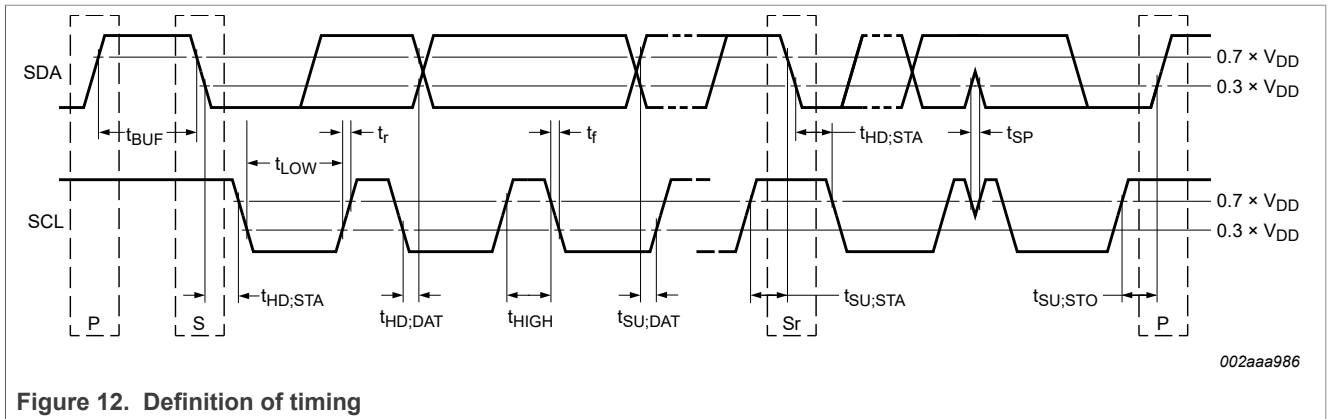 SDA
0.7 × VDD
0.3 × VDD
tBUF
tr
tf
tHD;STA
tSP
tLOW
SCL
0.7 × VDD
0.3 × VDD
tHD;STA
tHD;DAT
tHIGH
tSU;DAT
tSU;STA
tSU;STO
P
S
Sr
P
002aaa986
Figure 12. Definition of timing